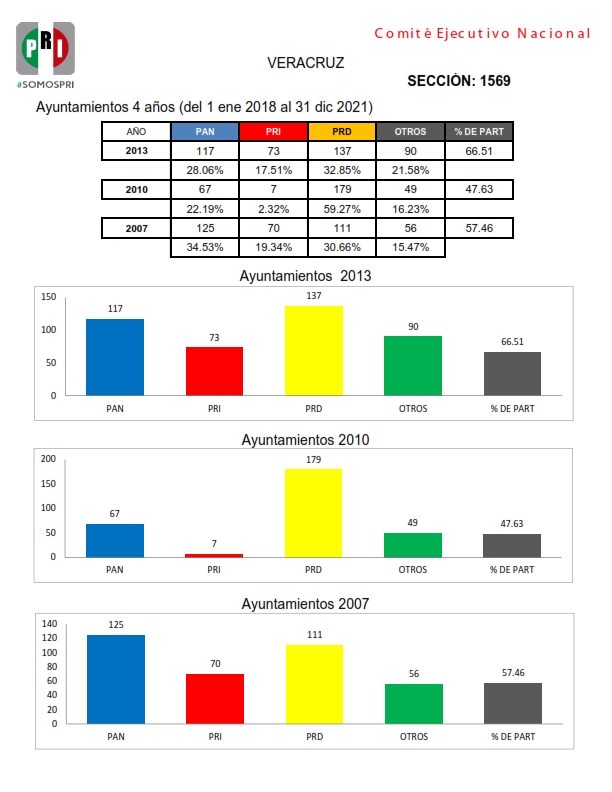 Comité Ejecutivo Nacional
PRI
#SOMOSPRI
VERACRUZ
SECCIÓN: 1569
Ayuntamientos 4 años (del 1 ene 2018 al 31 dic 2021)
AÑO PAN PRI PRD OTROS % DE PART
2013 117 73 137 90 66.51
28.06% 17.51% 32.85% 21.58%
2010 67 7 179 49 47.63
22.19% 2.32% 59.27% 16.23%
2007 125 70 111 56 57.46
34.53% 19.34% 30.66% 15.47%
Ayuntamientos 2013
150
100
50
0
117
73
137
90
66.51
PAN PRI PRD OTROS % DE PART
Ayuntamientos 2010
200
150
100
50
0
67
7
179
49
47.63
PAN PRI PRD OTROS % DE PART
Ayuntamientos 2007
140
120
100
80
60
40
20
0
125
70
111
56
57.46
PAN PRI PRD OTROS % DE PART